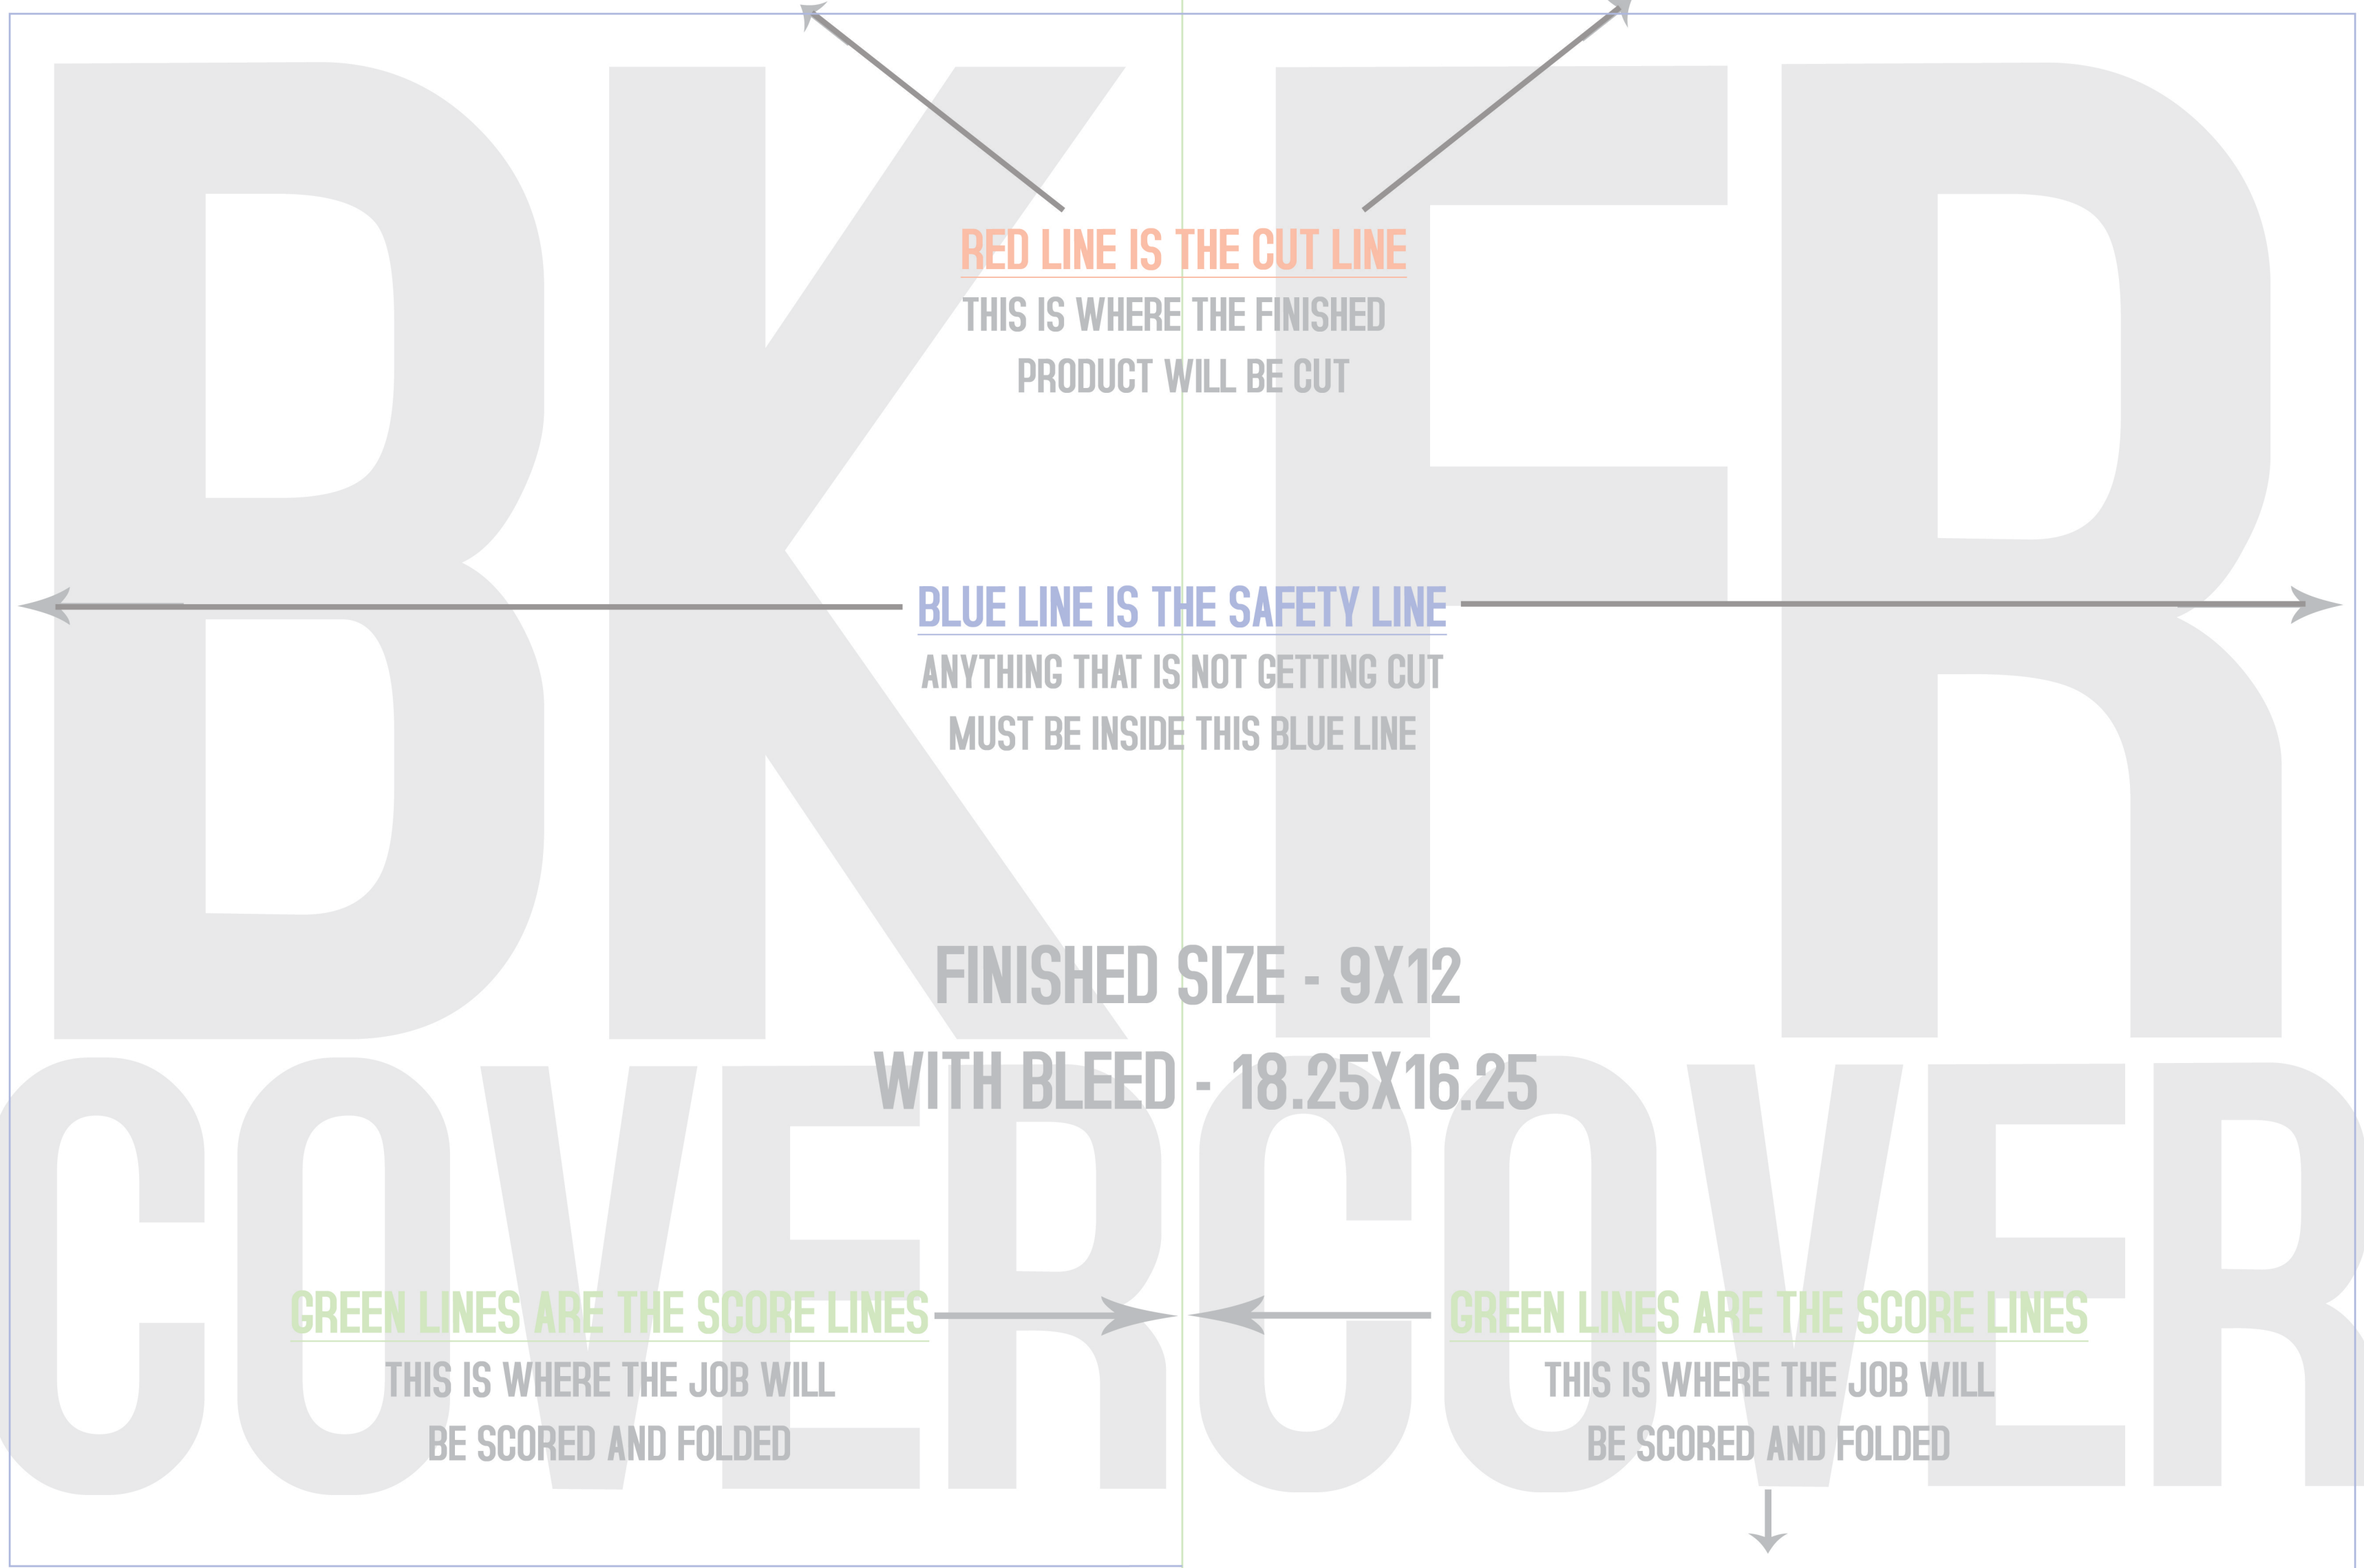 BK
ER
RED LINE IS THE CUT LINE
THIS IS WHERE THE FINISHED
PRODUCT WILL BE CUT
BLUE LINE IS THE SAFETY LINE
ANYTHING THAT IS NOT GETTING CUT
MUST BE INSIDE THIS BLUE LINE
FINISHED SIZE - 9X12
WITH BLEED - 18.25X16.25
COVER
COVER
GREEN LINES ARE THE SCORE LINES
THIS IS WHERE THE JOB WILL
BE SCORED AND FOLDED
GREEN LINES ARE THE SCORE LINES
THIS IS WHERE THE JOB WILL
BE SCORED AND FOLDED